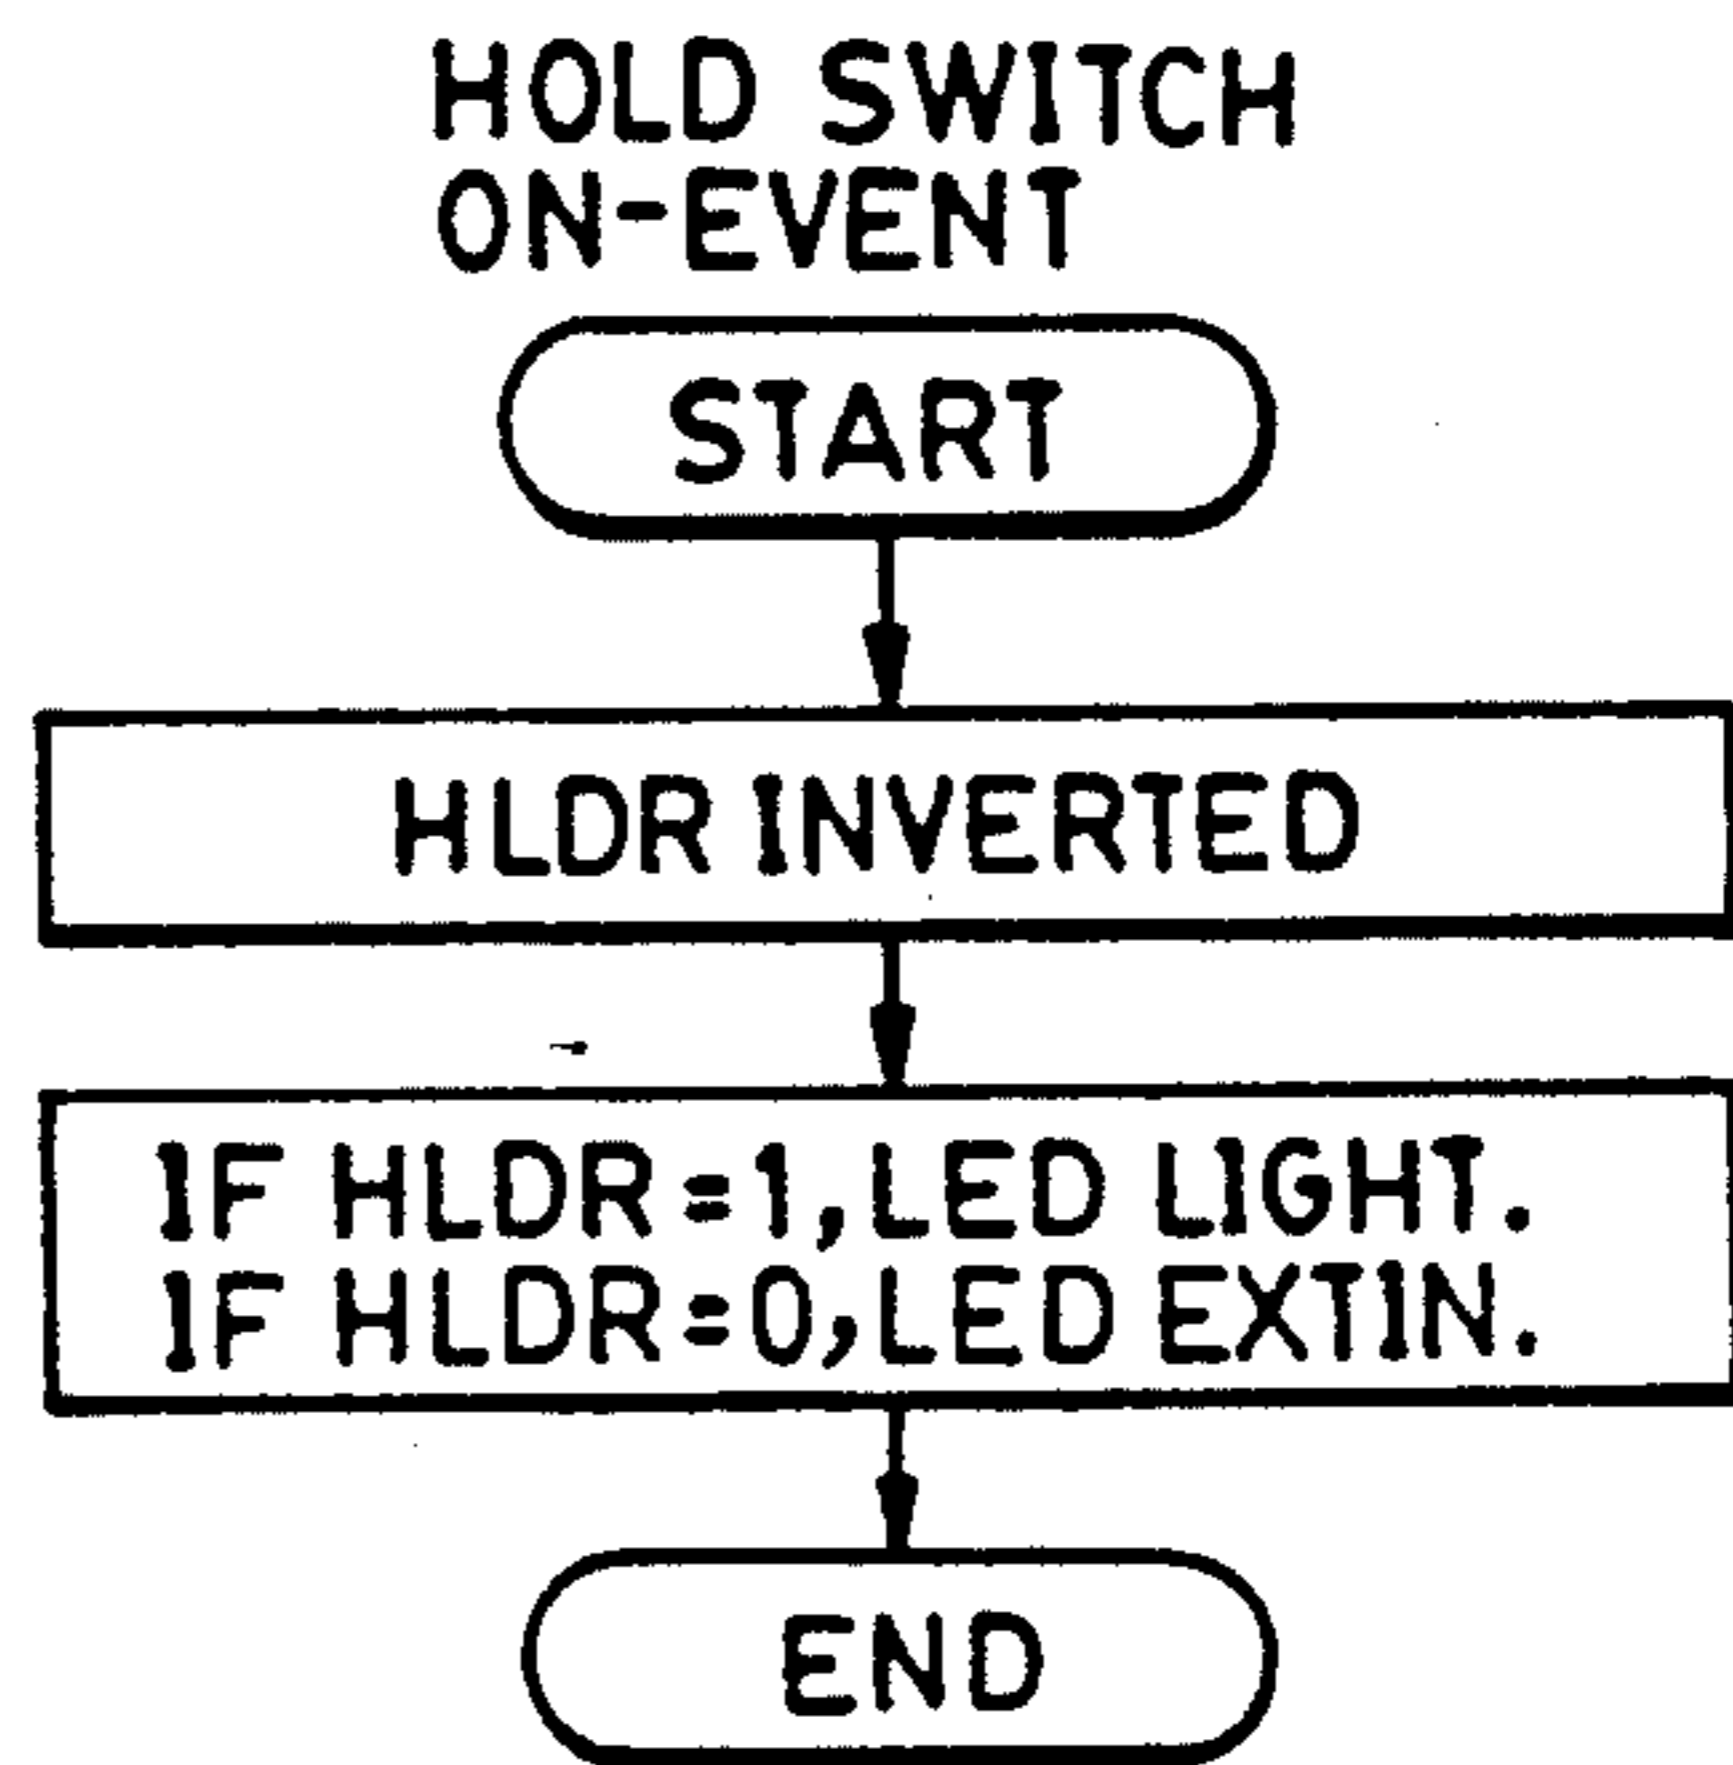 HOLD SWITCH
ON-EVENT
START
HLDR INVERTED
IF HLDR=1,LED LIGHT.
IF HLDR=0,LED EXTIN.
END